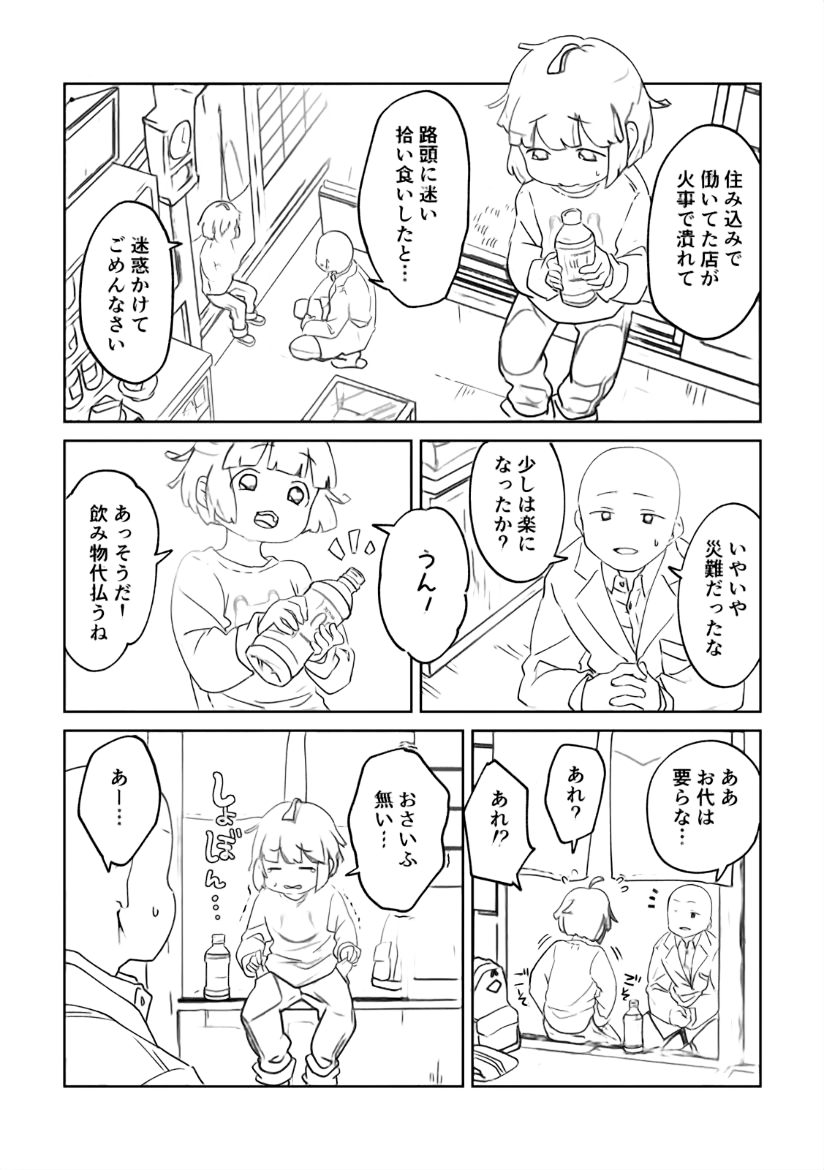 住み込みで
働いてた店が
火事で潰れて
路頭に迷い
拾い食いしたと…
迷惑かけて
ごめんなさい
いやいや
災難だったな
少しは楽に
なったか?
うん!
あっそうだ!
飲み物代払うね
ああ
お代は
要らな…
あれ?
あれ!?
ごそ
ごそ
おさいふ
無い…
しょぼん…
あー…